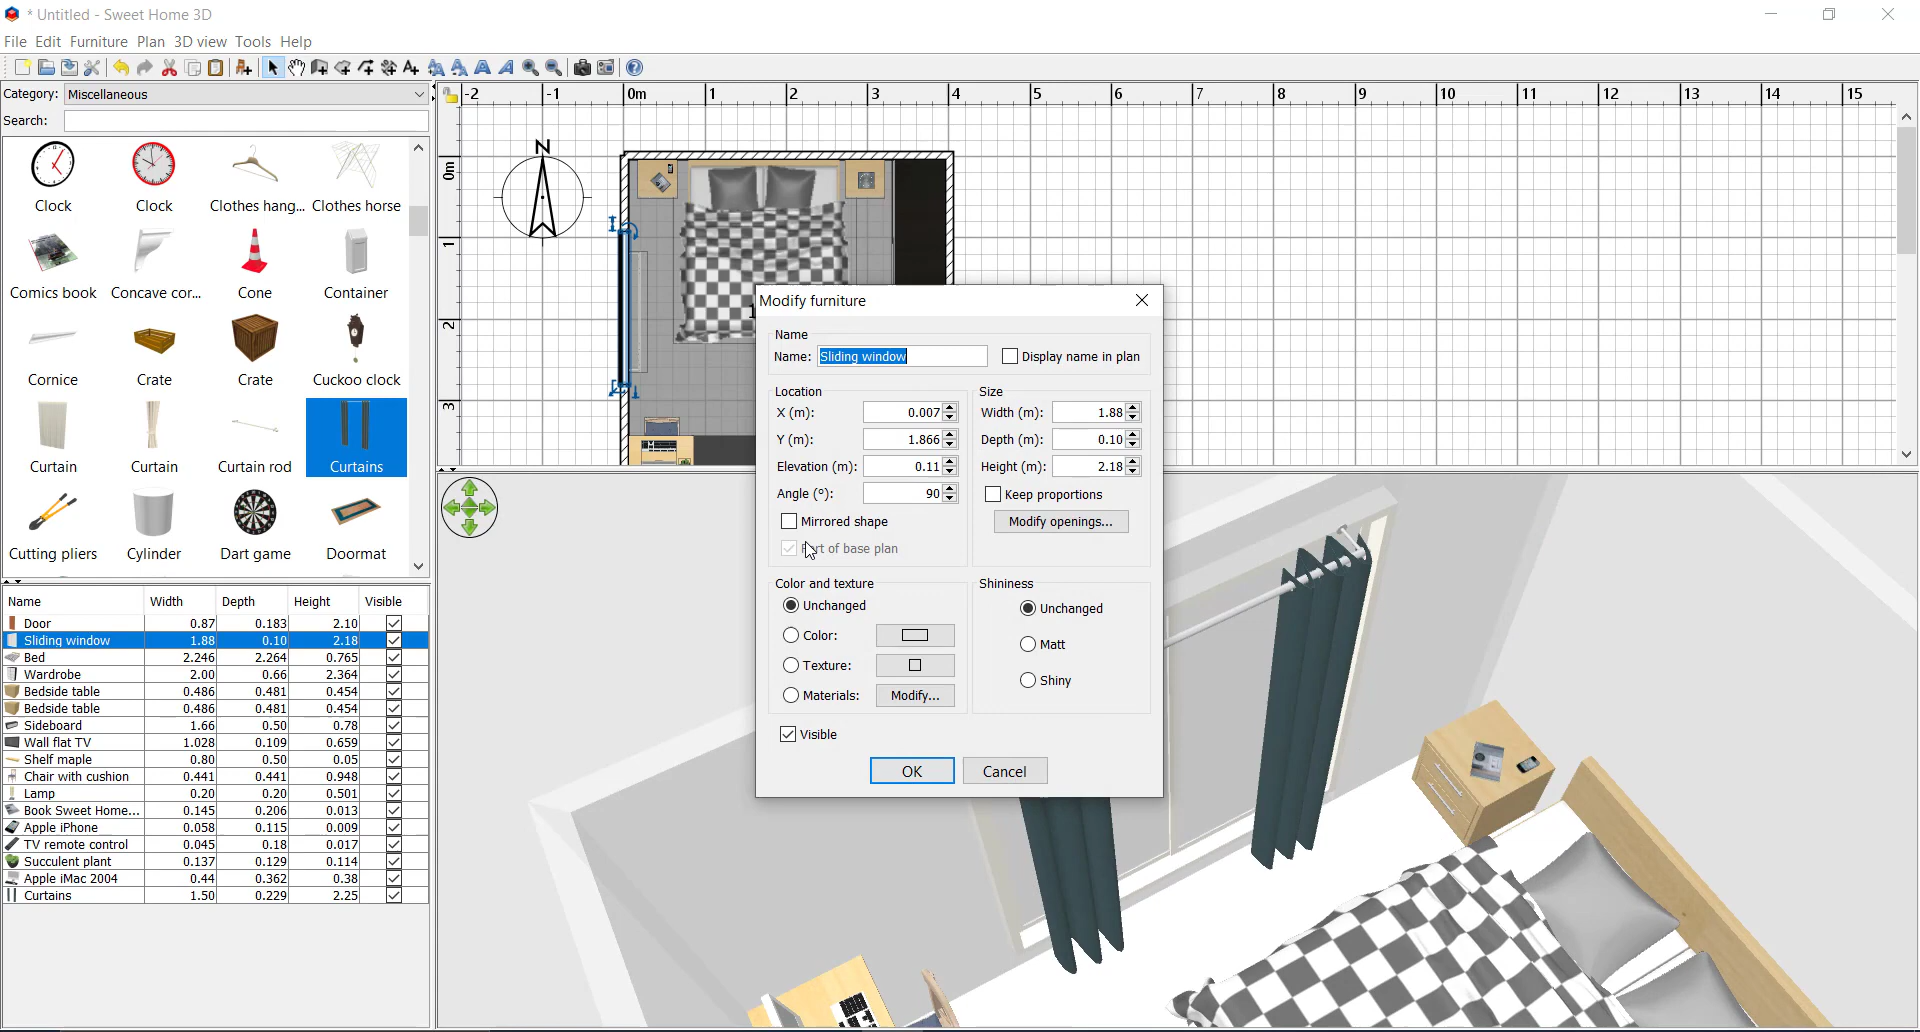 * Untitled - Sweet Home 3D
File Edit Furniture Plan 3D view Tools Help
Category: Miscellaneous
Search:
-2 -1 0m 1 2 3 4 5 6 7 8 9 10 11 12 13 14 15
0m
1
2
3
N
Clock Clock Clothes hang... Clothes horse
Comics book Concave cor... Cone Container
Cornice Crate Crate Cuckoo clock
Curtain Curtain Curtain rod Curtains
Cutting pliers Cylinder Dart game Doormat
Name Width Depth Height Visible
Door 0.87 0.183 2.10
Sliding window 1.88 0.10 2.18
Bed 2.246 2.264 0.765
Wardrobe 2.00 0.66 2.364
Bedside table 0.486 0.481 0.454
Bedside table 0.486 0.481 0.454
Sideboard 1.66 0.50 0.78
Wall flat TV 1.028 0.109 0.659
Shelf maple 0.80 0.50 0.05
Chair with cushion 0.441 0.441 0.948
Lamp 0.20 0.20 0.501
Book Sweet Home... 0.145 0.206 0.013
Apple iPhone 0.058 0.115 0.009
TV remote control 0.045 0.18 0.017
Succulent plant 0.137 0.129 0.114
Apple iMac 2004 0.44 0.362 0.38
Curtains 1.50 0.229 2.25
Modify furniture
Name
Name: Sliding window Display name in plan
Location Size
X (m): 0.007 Width (m): 1.88
Y (m): 1.866 Depth (m): 0.10
Elevation (m): 0.11 Height (m): 2.18
Angle (°): 90 Keep proportions
Mirrored shape Modify openings...
of base plan
Color and texture Shininess
Unchanged Unchanged
Color: Matt
Texture: Shiny
Materials: Modify...
Visible
OK Cancel